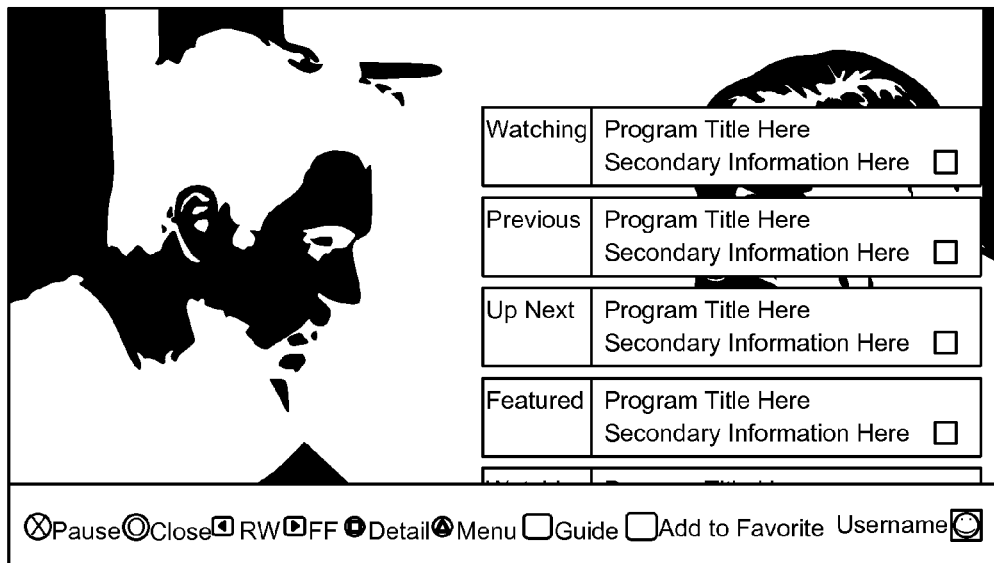 Watching
Program Title Here
Secondary Information Here
Previous
Program Title Here
Secondary Information Here
Up Next
Program Title Here
Secondary Information Here
Featured
Program Title Here
Secondary Information Here
Pause Close RW FF Detail Menu Guide Add to Favorite Username